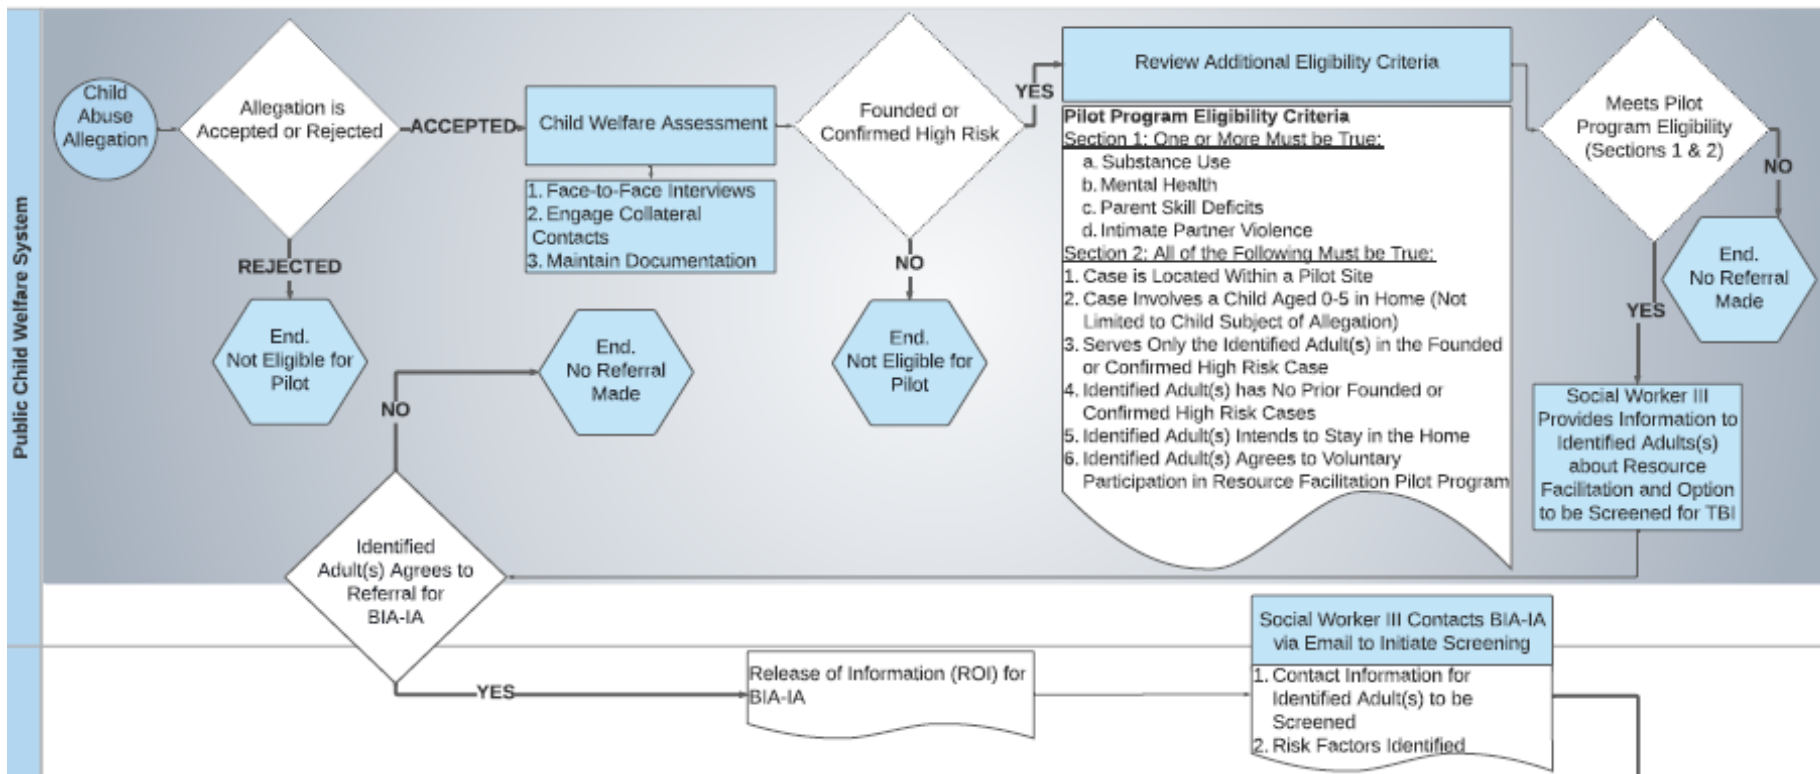 Public Child Welfare System
Child
Abuse
Allegation
Allegation is
Accepted or Rejected
ACCEPTED
REJECTED
End.
Not Eligible for
Pilot
Child Welfare Assessment
1. Face-to-Face Interviews
2. Engage Collateral
Contacts
3. Maintain Documentation
Founded or
Confirmed High Risk
YES
NO
End.
Not Eligible for
Pilot
Review Additional Eligibility Criteria
Pilot Program Eligibility Criteria
Section 1: One or More Must be True:
a. Substance Use
b. Mental Health
c. Parent Skill Deficits
d. Intimate Partner Violence
Section 2: All of the Following Must be True:
1. Case is Located Within a Pilot Site
2. Case Involves a Child Aged 0-5 in Home (Not
Limited to Child Subject of Allegation)
3. Serves Only the Identified Adult(s) in the Founded
or Confirmed High Risk Case
4. Identified Adult(s) has No Prior Founded or
Confirmed High Risk Cases
5. Identified Adult(s) Intends to Stay in the Home
6. Identified Adult(s) Agrees to Voluntary
Participation in Resource Facilitation Pilot Program
Meets Pilot
Program Eligibility
(Sections 1 & 2)
NO
End.
No Referral
Made
YES
Social Worker III
Provides Information to
Identified Adults(s)
about Resource
Facilitation and Option
to be Screened for TBI
Identified
Adult(s) Agrees to
Referral for
BIA-IA
NO
End.
No Referral
Made
YES
Release of Information (ROI) for
BIA-IA
Social Worker III Contacts BIA-IA
via Email to Initiate Screening
1. Contact Information for
Identified Adult(s) to be
Screened
2. Risk Factors Identified